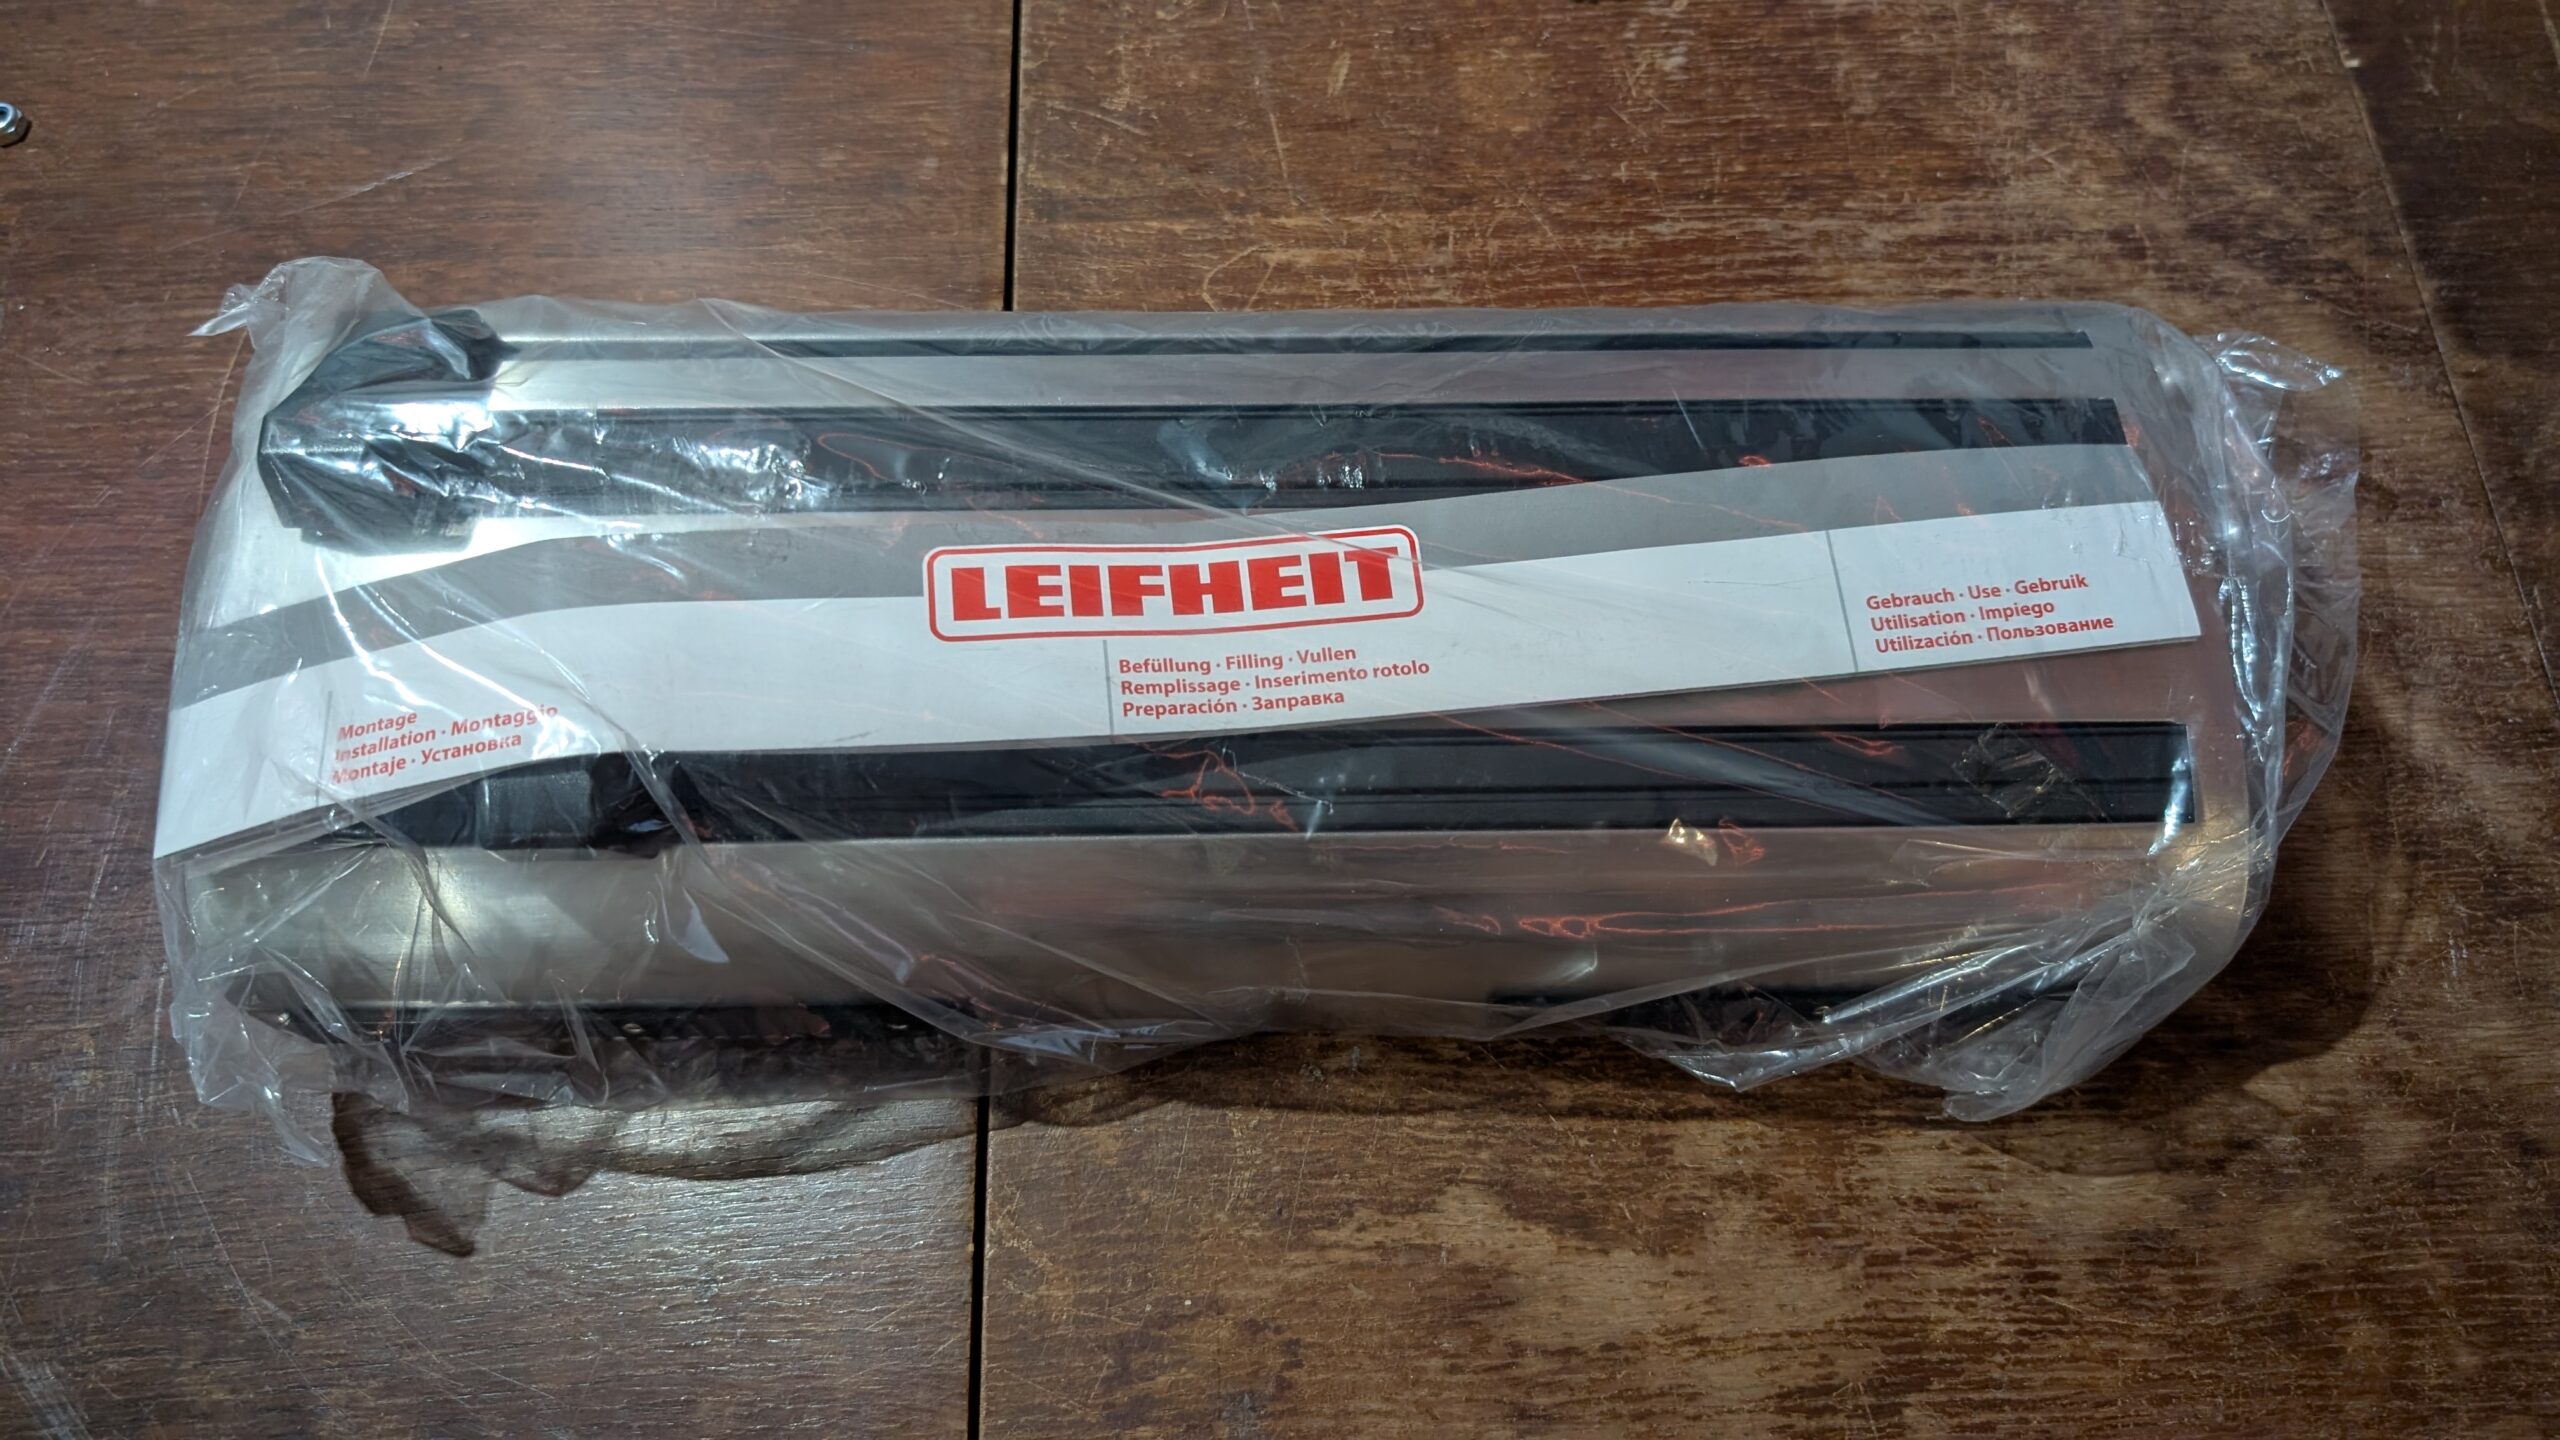 LEIFHEIT
Montage
Installation · Montaggio
Montaje · Установка
Befüllung · Filling · Vullen
Remplissage · Inserimento rotolo
Preparación · Заправка
Gebrauch · Use · Gebruik
Utilisation · Impiego
Utilización · Пользование